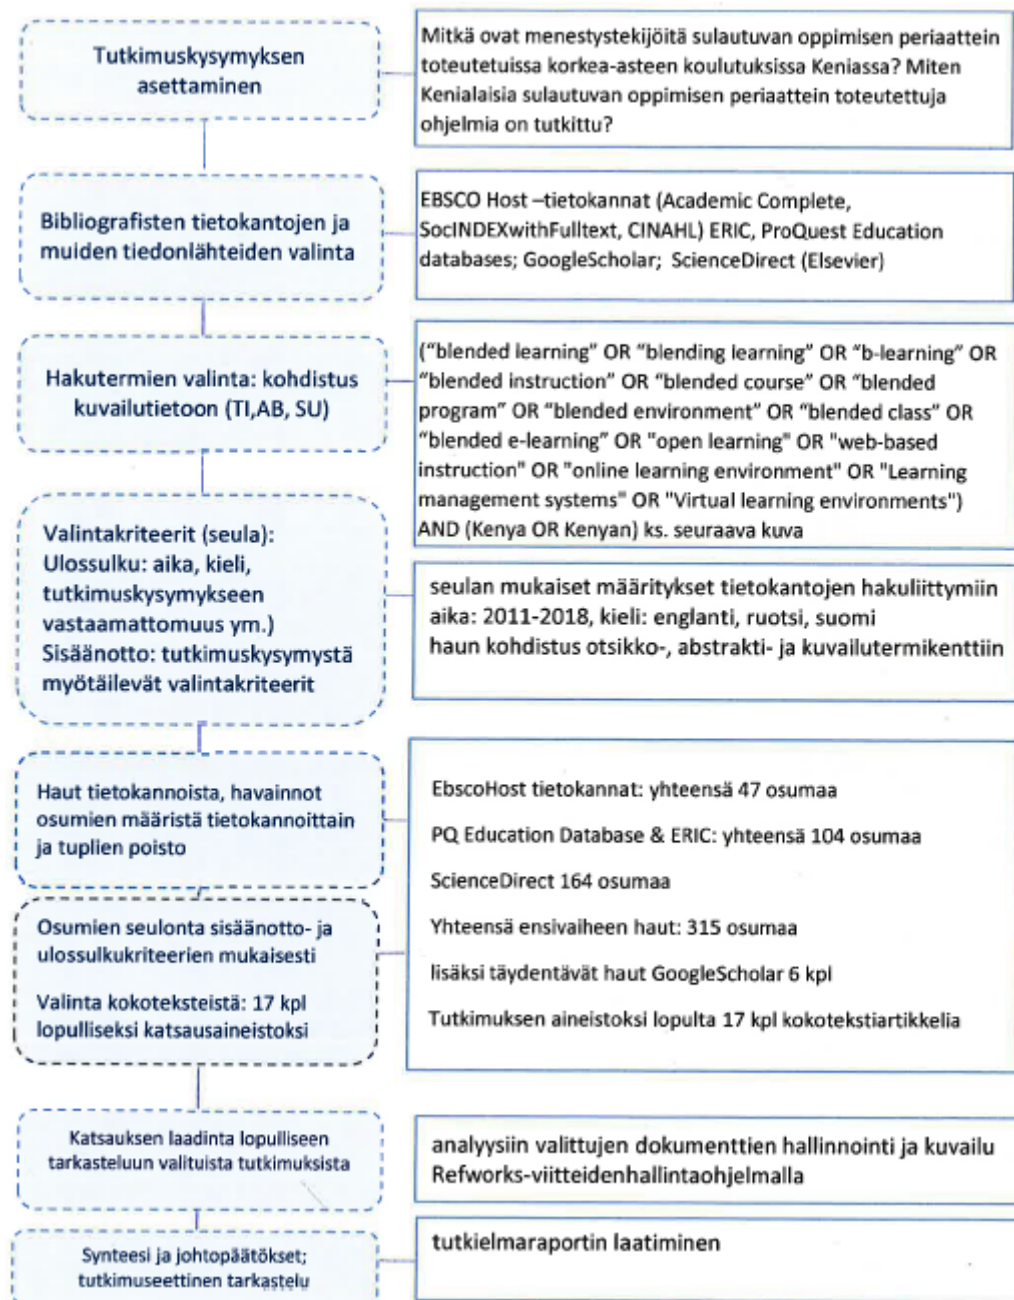 Tutkimuskysymyksen
asettaminen
Mitkä ovat menestystekijöitä sulautuvan oppimisen periaattein
toteutetuissa korkea-asteen koulutuksissa Keniassa? Miten
Kenialaisia sulautuvan oppimisen periaattein toteutettuja
ohjelmia on tutkittu?
Bibliografisten tietokantojen ja
muiden tiedonlähteiden valinta
EBSCO Host –tietokannat (Academic Complete,
SocINDEXwithFulltext, CINAHL) ERIC, ProQuest Education
databases; GoogleScholar; ScienceDirect (Elsevier)
Hakutermien valinta: kohdistus
kuvailutietoon (TI,AB, SU)
(“blended learning” OR “blending learning” OR “b-learning” OR
“blended instruction” OR “blended course” OR “blended
program” OR “blended environment” OR “blended class” OR
“blended e-learning” OR "open learning" OR "web-based
instruction" OR "online learning environment" OR "Learning
management systems" OR "Virtual learning environments")
AND (Kenya OR Kenyan) ks. seuraava kuva
Valintakriteerit (seula):
Ulossulku: aika, kieli,
tutkimuskysymykseen
vastaamattomuus ym.)
Sisäänotto: tutkimuskysymystä
myötäilevät valintakriteerit
seulan mukaiset määritykset tietokantojen hakuliittymiin
aika: 2011-2018, kieli: englanti, ruotsi, suomi
haun kohdistus otsikko-, abstrakti- ja kuvailutermikenttiin
Haut tietokannoista, havainnot
osumien määristä tietokannoittain
ja tuplien poisto
Osumien seulonta sisäänotto- ja
ulossulkukriteerien mukaisesti
Valinta kokoteksteistä: 17 kpl
lopulliseksi katsausaineistoksi
EbscoHost tietokannat: yhteensä 47 osumaa
PQ Education Database & ERIC: yhteensä 104 osumaa
ScienceDirect 164 osumaa
Yhteensä ensivaiheen haut: 315 osumaa
lisäksi täydentävät haut GoogleScholar 6 kpl
Tutkimuksen aineistoksi lopulta 17 kpl kokotekstiartikkelia
Katsauksen laadinta lopulliseen
tarkasteluun valituista tutkimuksista
analyysiin valittujen dokumenttien hallinnointi ja kuvailu
Refworks-viitteidenhallintaohjelmalla
Synteesi ja johtopäätökset;
tutkimuseettinen tarkastelu
tutkielmaraportin laatiminen